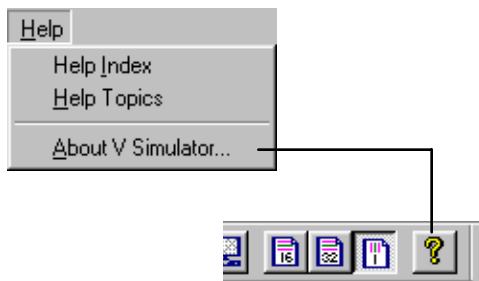 Help
Help Index
Help Topics
About V Simulator...
16
32
?